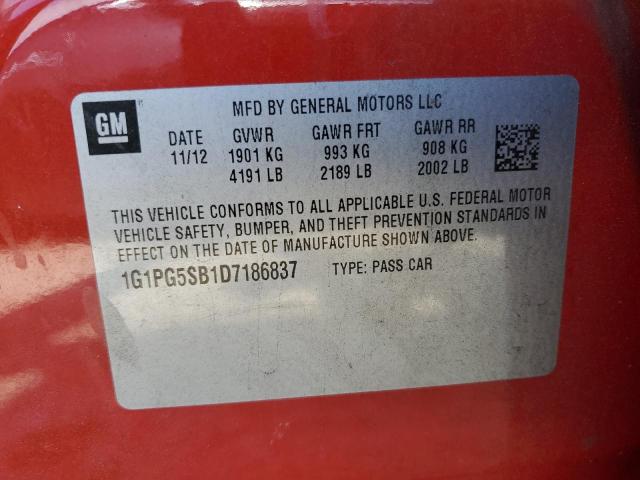 GM
MFD BY GENERAL MOTORS LLC
DATE GVWR GAWR FRT GAWR RR
11/12 1901 KG 993 KG 908 KG
4191 LB 2189 LB 2002 LB
THIS VEHICLE CONFORMS TO ALL APPLICABLE U.S. FEDERAL MOTOR
VEHICLE SAFETY, BUMPER, AND THEFT PREVENTION STANDARDS IN
EFFECT ON THE DATE OF MANUFACTURE SHOWN ABOVE.
1G1PG5SB1D7186837 TYPE: PASS CAR